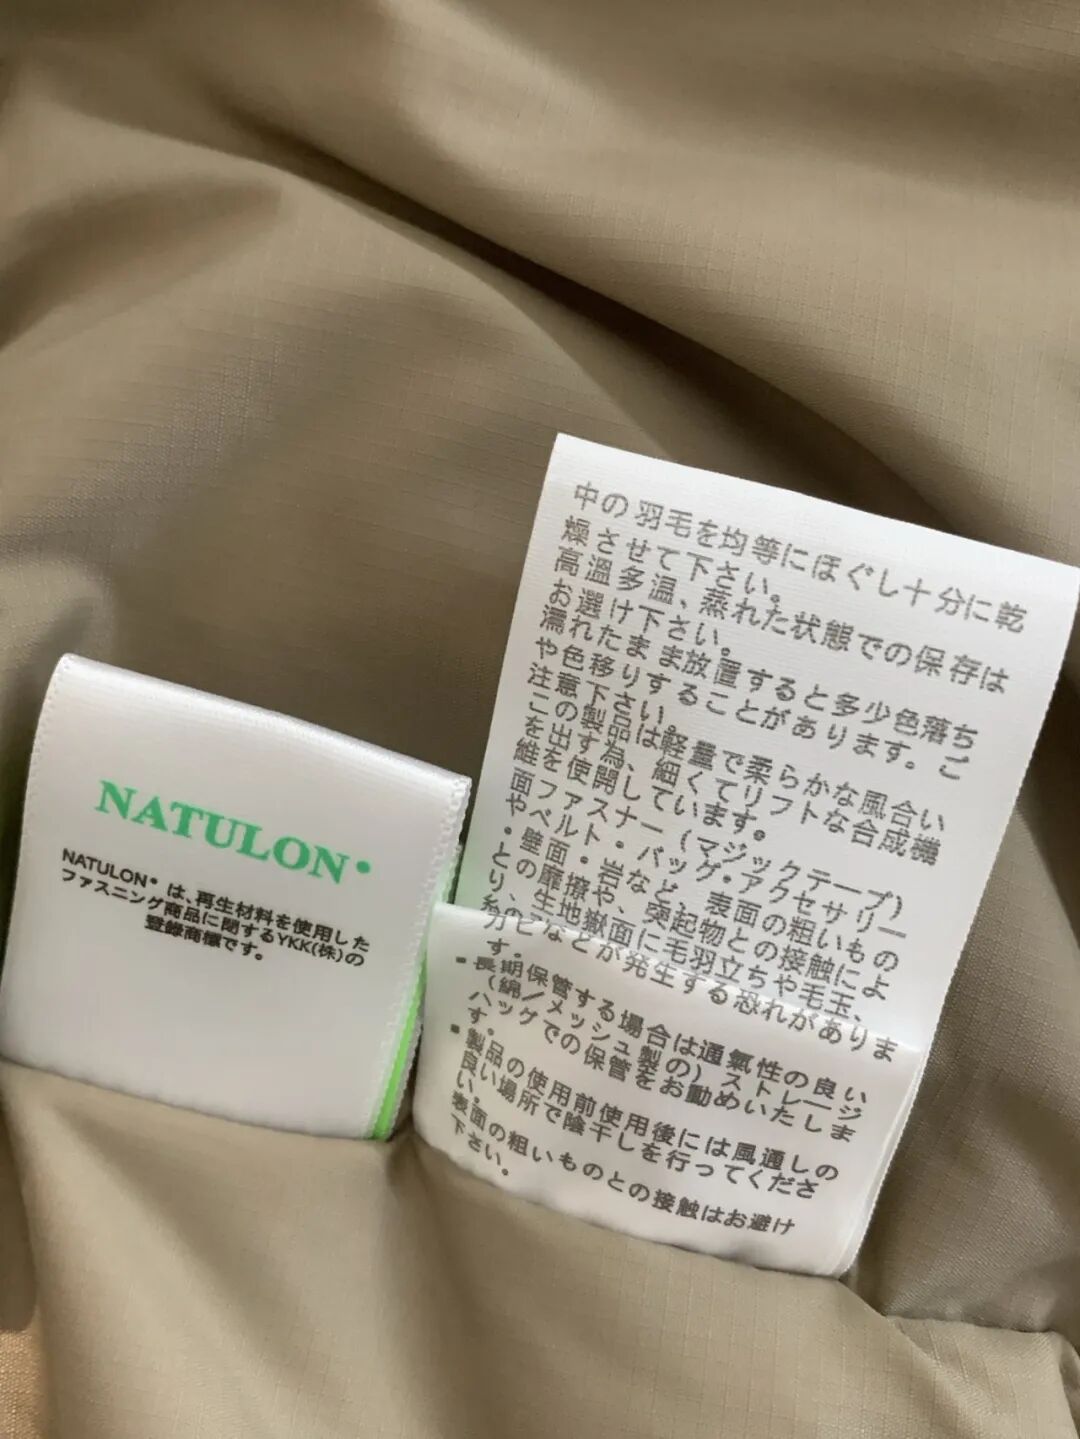 NATULON®
NATULON® は、再生材料を使用した
ファスニング商品に関するYKK(株)の
登録商標です。
中の羽毛を均等にほぐし十分に乾
燥させて下さい。
高温多温、蒸れた状態での保存は
お選け下さい。
濡れたまま放置すると多少色落ち
や色移りすることがあります。ご
注意下さい。
この製品は軽量で柔らかな風合い
を出す為、細くてリフトな合成機
維を使開しています。
面ファスナー(マジックテープ)
やベルト・バッグ・アクセサリー
・壁面・岩など、表面の粗いもの
との靡撩や、突起物との接触によ
り、生地嶽面に毛羽立ちや毛玉、
カビなどが発生する恐れがありま
す。
・長期保管する場合は通氣性の良い
(綿/メッシュ製の)ストレージ
ハッグでの保管をお勸めいたしま
す。
・製品の使用前使用後には風通しの
良い場所で陰干しを行ってくださ
い。
表面の粗いものとの接触はお避け
下さい。